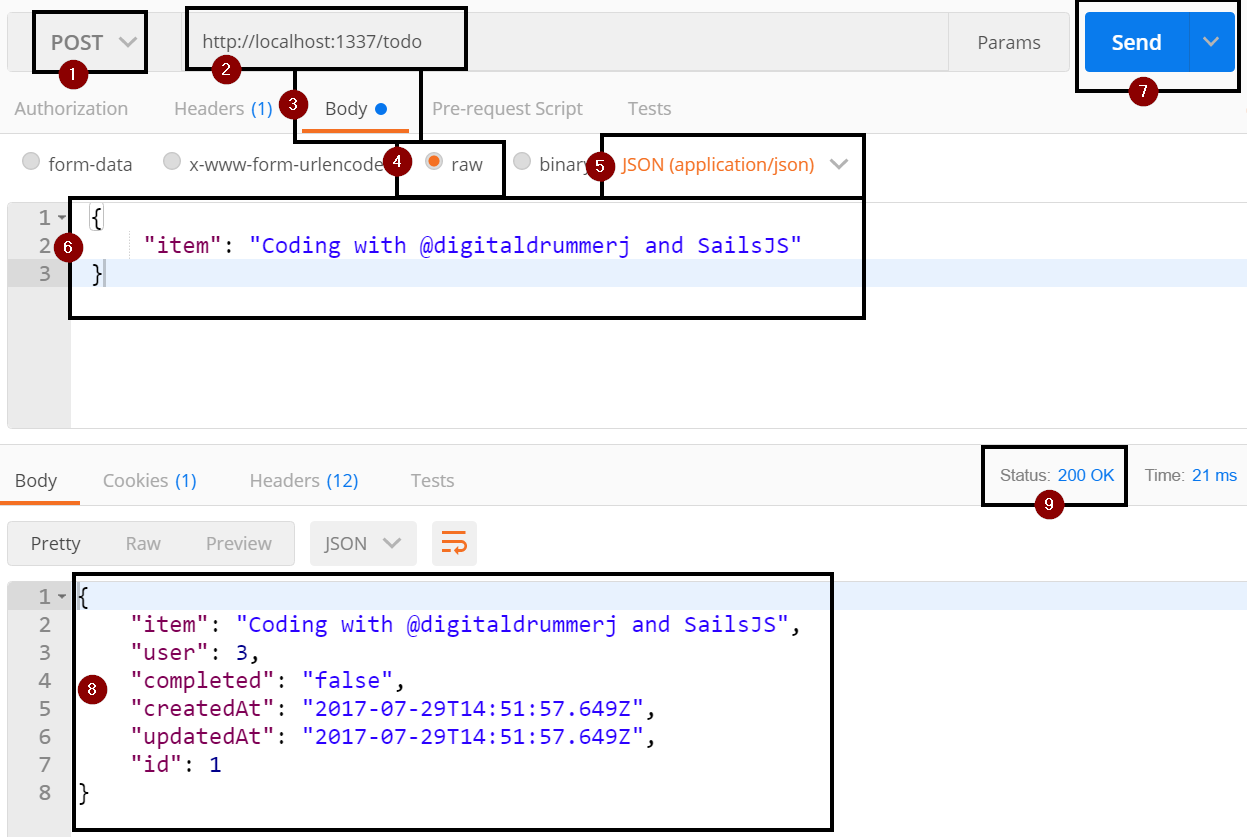 POST http://localhost:1337/todo Params Send
1 2 7
Authorization Headers (1) 3 Body Pre-request Script Tests
form-data x-www-form-urlencode 4 raw binary 5 JSON (application/json)
1 {
2 6 "item": "Coding with @digitaldrummerj and SailsJS"
3 }
Body Cookies (1) Headers (12) Tests Status: 200 OK Time: 21 ms
9
Pretty Raw Preview JSON
1 {
2 "item": "Coding with @digitaldrummerj and SailsJS",
3 "user": 3,
4 8 "completed": "false",
5 "createdAt": "2017-07-29T14:51:57.649Z",
6 "updatedAt": "2017-07-29T14:51:57.649Z",
7 "id": 1
8 }